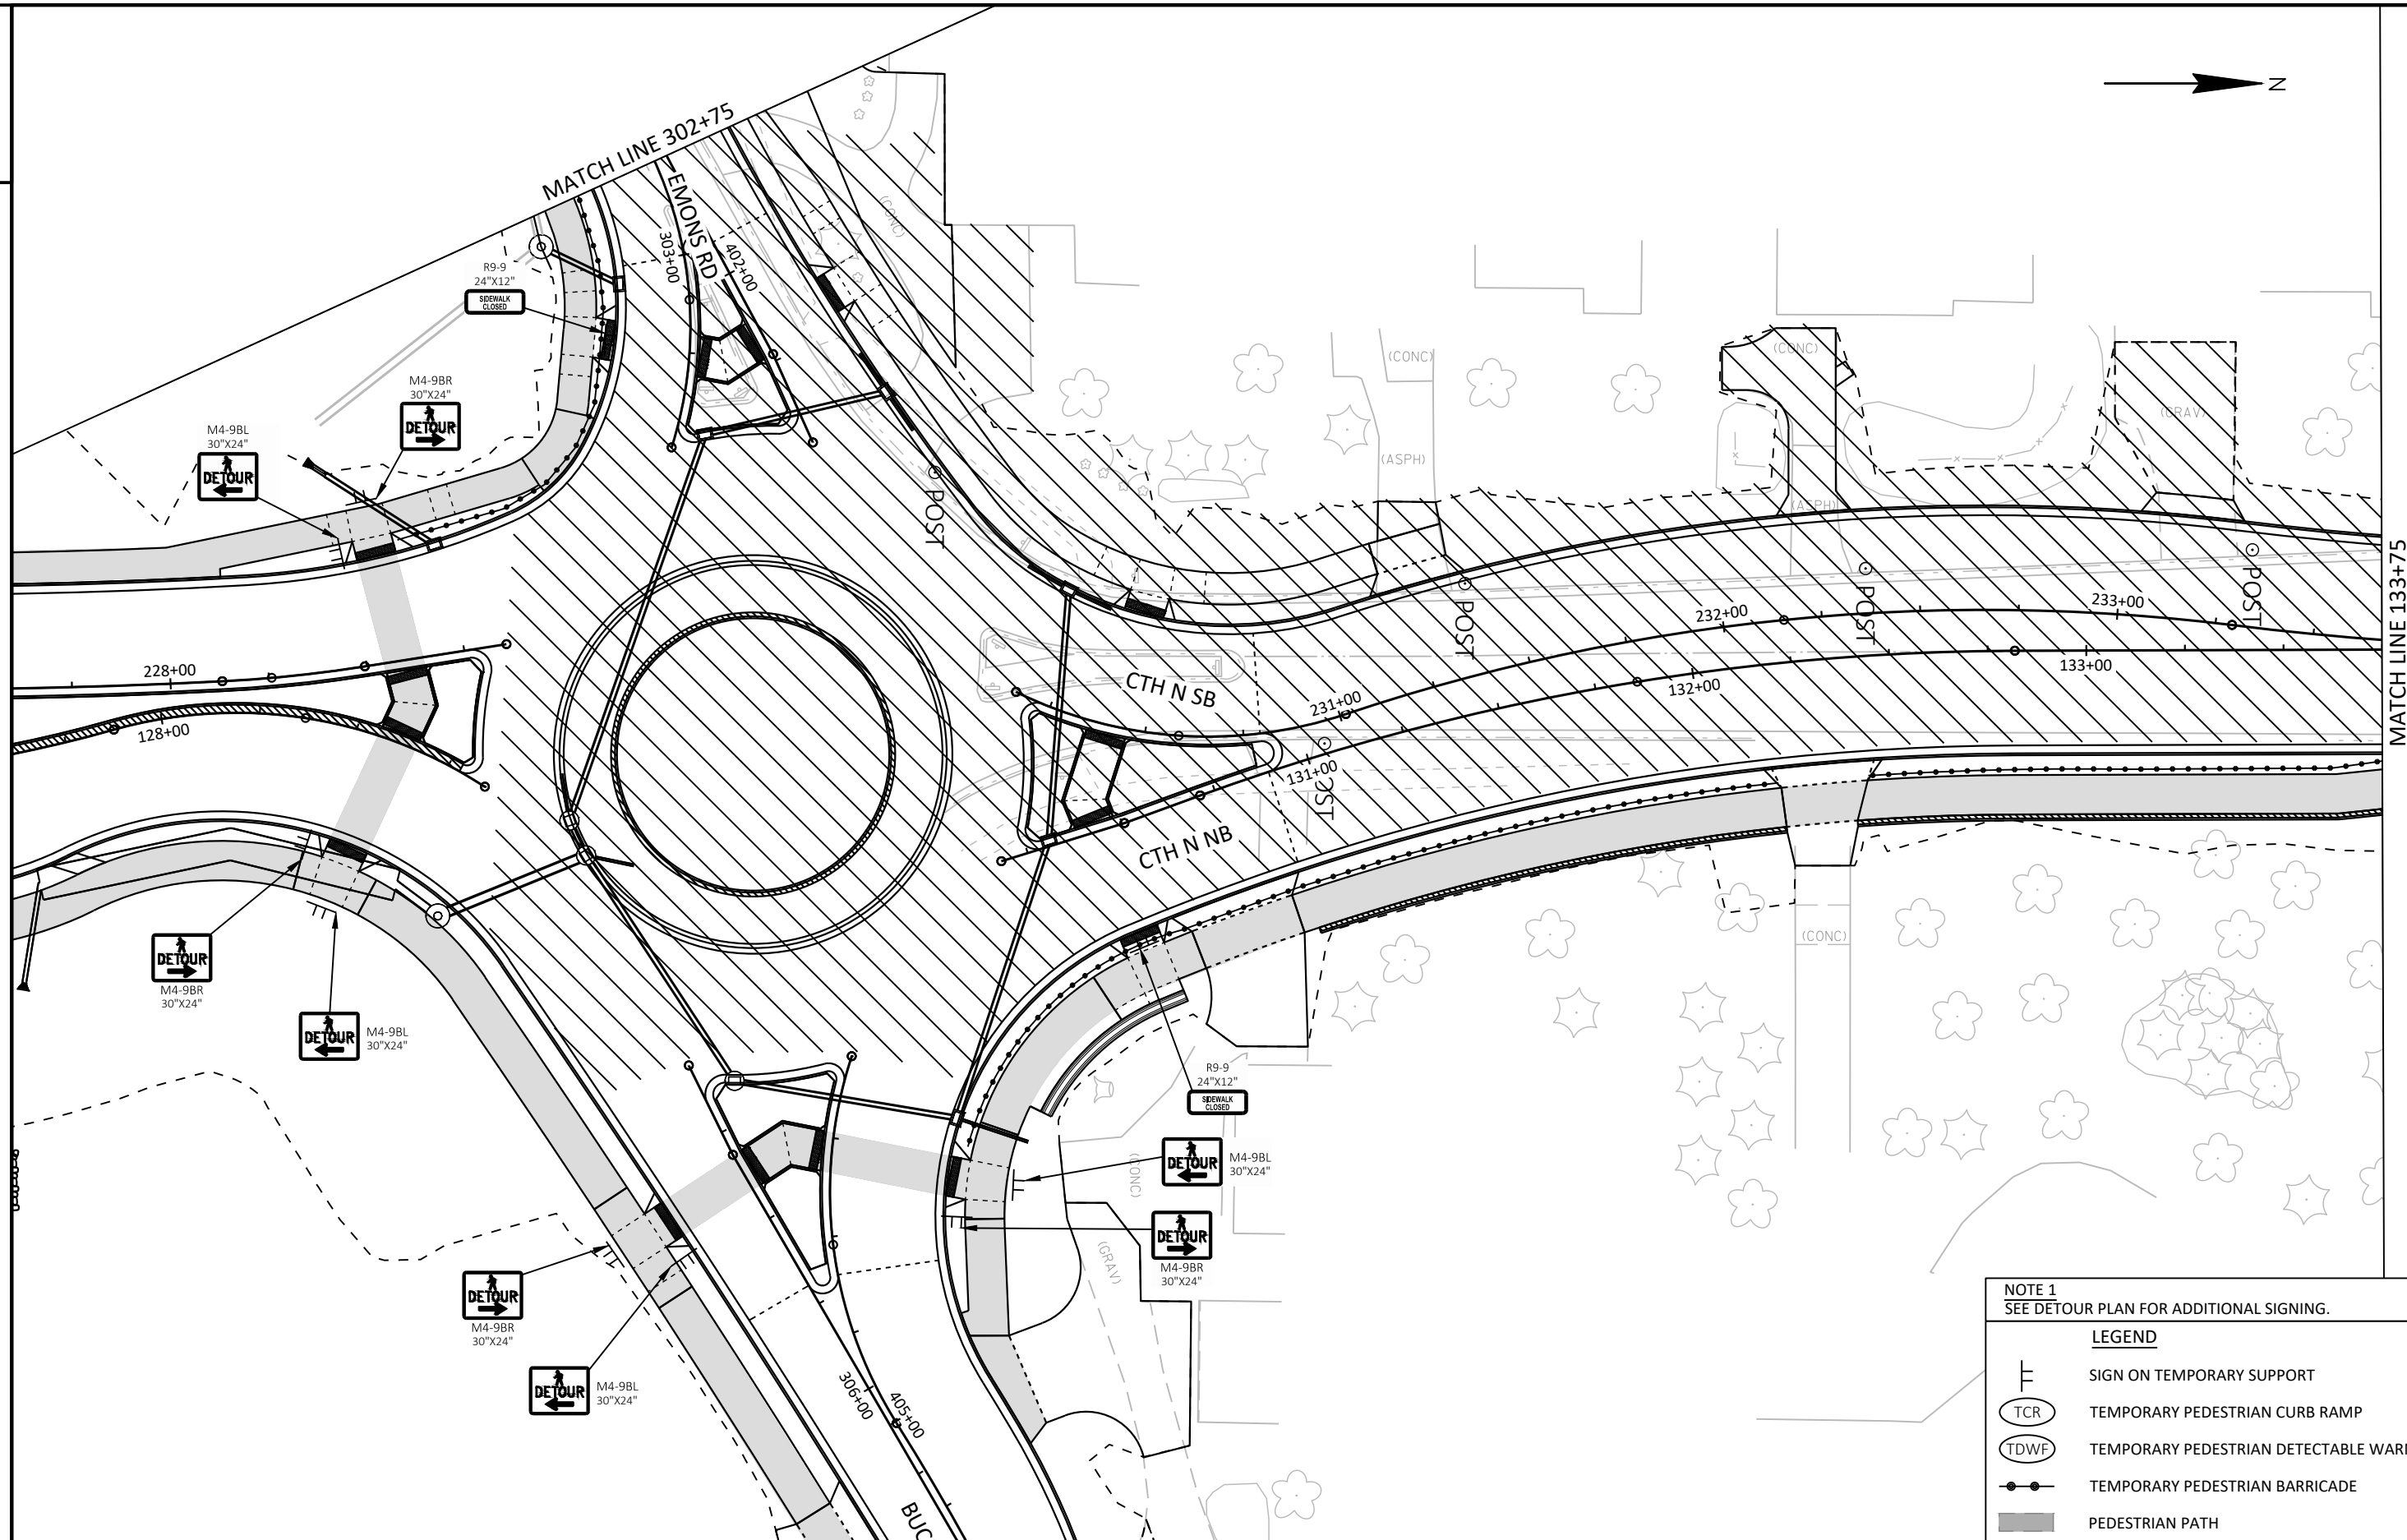 N
MATCH LINE 302+75
EMONS RD
303+00
402+00
(CONC)
R9-9
24"X12"
SIDEWALK
CLOSED
M4-9BR
30"X24"
DETOUR
M4-9BL
30"X24"
DETOUR
POST
(CONC)
(ASPH)
(CONC)
(ASPH)
(GRAV)
POST
POST
POST
MATCH LINE 133+75
228+00
128+00
CTH N SB
231+00
232+00
233+00
131+00
132+00
133+00
POST
CTH N NB
(CONC)
DETOUR
M4-9BR
30"X24"
DETOUR
M4-9BL
30"X24"
R9-9
24"X12"
SIDEWALK
CLOSED
DETOUR
M4-9BL
30"X24"
(CONC)
DETOUR
M4-9BR
30"X24"
(GRAV)
DETOUR
M4-9BR
30"X24"
DETOUR
M4-9BL
30"X24"
306+00
405+00
BUC
NOTE 1
SEE DETOUR PLAN FOR ADDITIONAL SIGNING.
LEGEND
SIGN ON TEMPORARY SUPPORT
TCR TEMPORARY PEDESTRIAN CURB RAMP
TDWF TEMPORARY PEDESTRIAN DETECTABLE WAR
TEMPORARY PEDESTRIAN BARRICADE
PEDESTRIAN PATH